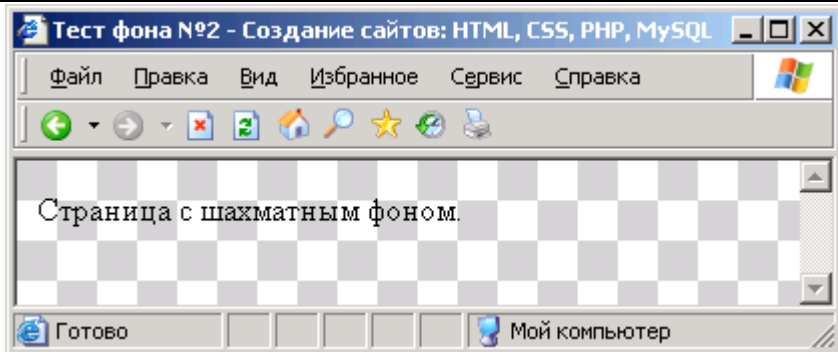 Тест фона №2 - Создание сайтов: HTML, CSS, PHP, MySQL
Файл Правка Вид Избранное Сервис Справка
Страница с шахматным фоном.
Готово Мой компьютер